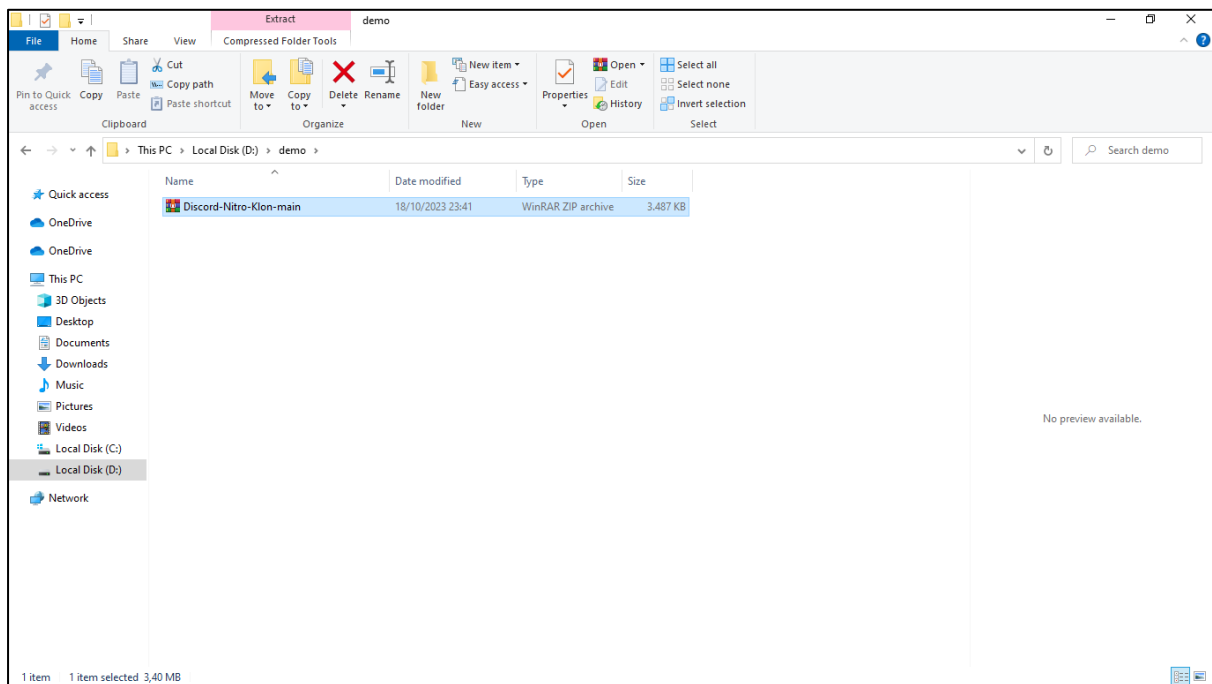 Extract demo
File Home Share View Compressed Folder Tools
Pin to Quick access
Copy
Paste
Cut
Copy path
Paste shortcut
Clipboard
Move to
Copy to
Delete
Rename
Organize
New folder
New item
Easy access
New
Properties
Open
Edit
History
Open
Select all
Select none
Invert selection
Select
This PC Local Disk (D:) demo
Search demo
Quick access
OneDrive
OneDrive
This PC
3D Objects
Desktop
Documents
Downloads
Music
Pictures
Videos
Local Disk (C:)
Local Disk (D:)
Network
Name Date modified Type Size
Discord-Nitro-Klon-main 18/10/2023 23:41 WinRAR ZIP archive 3.487 KB
No preview available.
1 item 1 item selected 3,40 MB